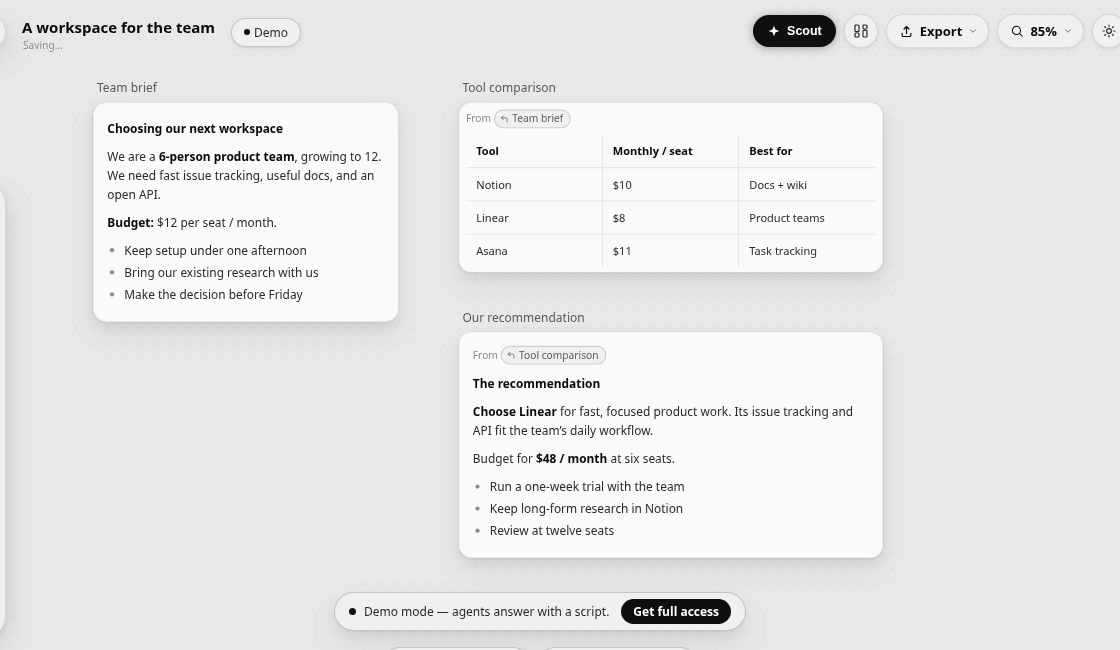 A workspace for the team
Demo
Saving...
Scout
Export
85%
Team brief
Choosing our next workspace
We are a 6-person product team, growing to 12.
We need fast issue tracking, useful docs, and an
open API.
Budget: $12 per seat / month.
Keep setup under one afternoon
Bring our existing research with us
Make the decision before Friday
Tool comparison
From Team brief
Tool Monthly / seat Best for
Notion $10 Docs + wiki
Linear $8 Product teams
Asana $11 Task tracking
Our recommendation
From Tool comparison
The recommendation
Choose Linear for fast, focused product work. Its issue tracking and
API fit the team’s daily workflow.
Budget for $48 / month at six seats.
Run a one-week trial with the team
Keep long-form research in Notion
Review at twelve seats
Demo mode — agents answer with a script.
Get full access